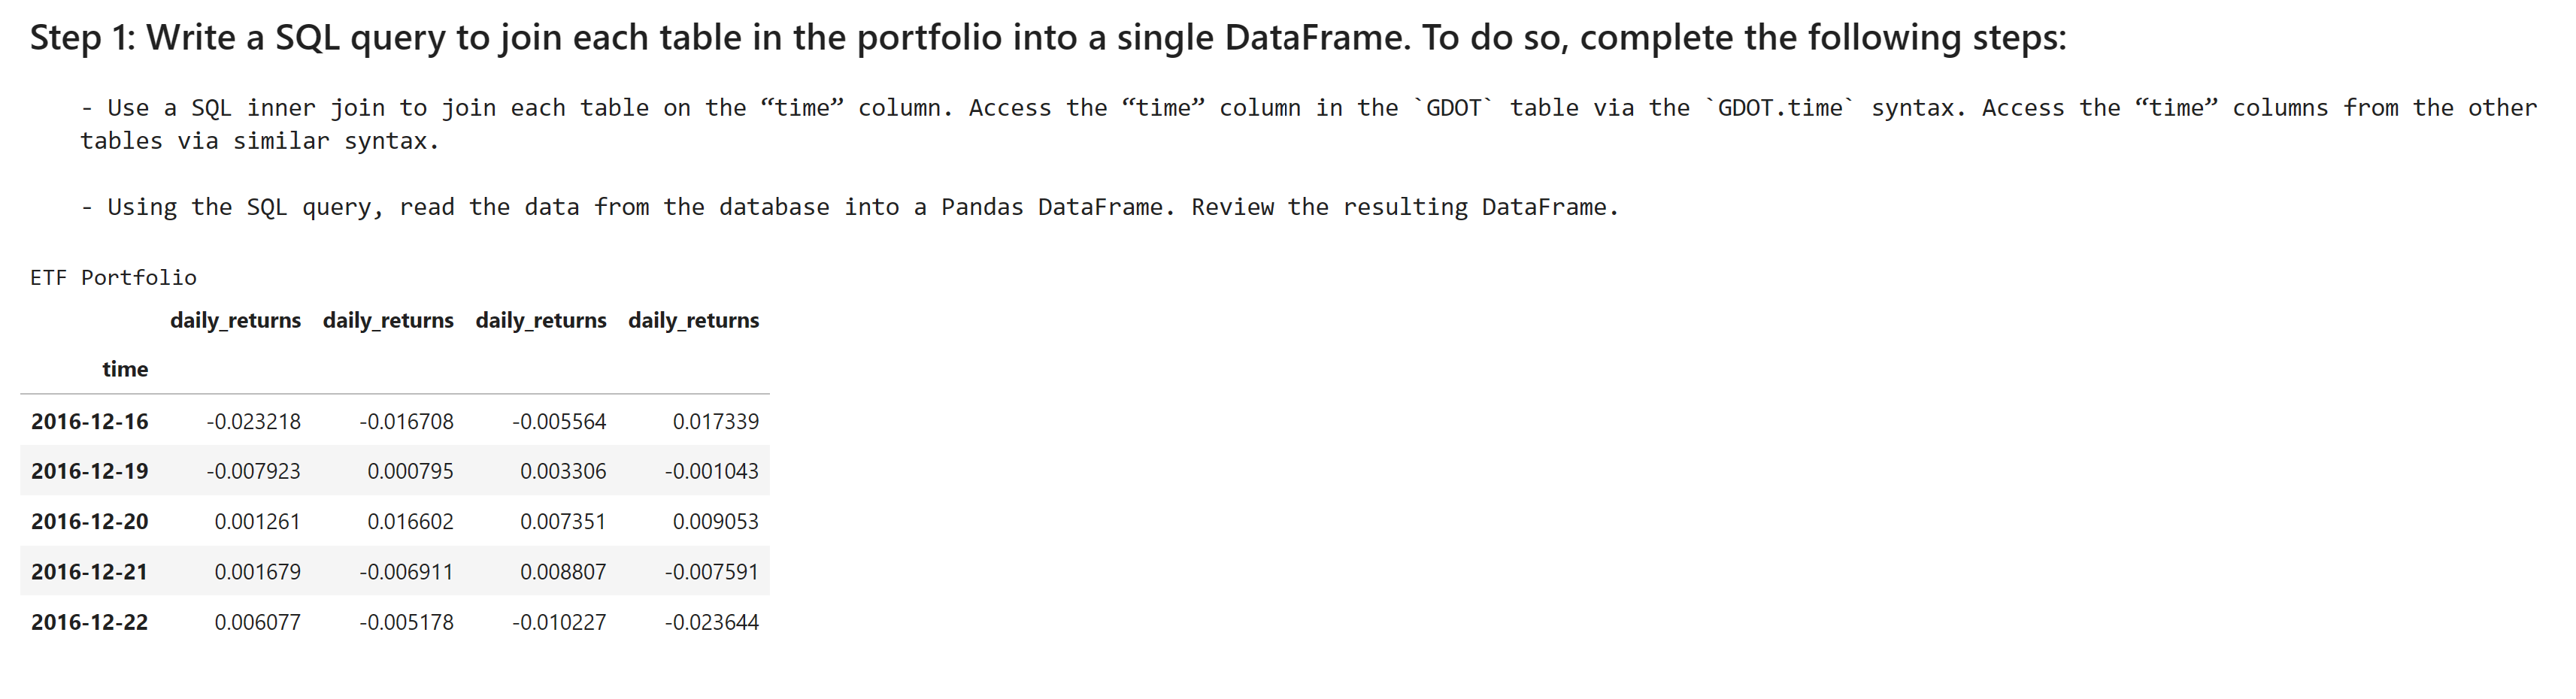 Step 1: Write a SQL query to join each table in the portfolio into a single DataFrame. To do so, complete the following steps:
- Use a SQL inner join to join each table on the “time” column. Access the “time” column in the `GDOT` table via the `GDOT.time` syntax. Access the “time” columns from the other
tables via similar syntax.
- Using the SQL query, read the data from the database into a Pandas DataFrame. Review the resulting DataFrame.
ETF Portfolio
daily_returns daily_returns daily_returns daily_returns
time
2016-12-16 -0.023218 -0.016708 -0.005564 0.017339
2016-12-19 -0.007923 0.000795 0.003306 -0.001043
2016-12-20 0.001261 0.016602 0.007351 0.009053
2016-12-21 0.001679 -0.006911 0.008807 -0.007591
2016-12-22 0.006077 -0.005178 -0.010227 -0.023644